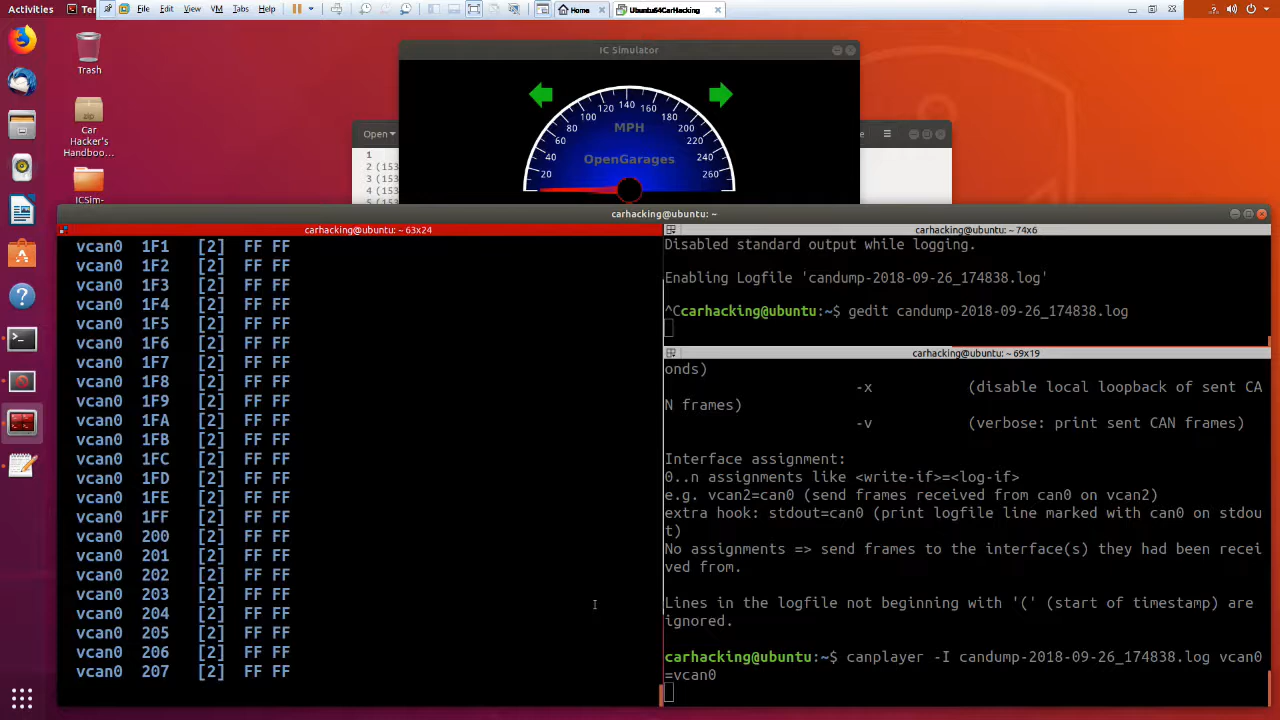 Activities
Ter
File Edit View VM Tabs Help
Home
Ubuntu64CarHacking
Trash
Car
Hacker's
Handboo...
ICSim-
IC Simulator
Open
1
2 (153
3 (153
4 (153
20 40 60 80 100 120 140 160 180 200 220 240 260
MPH
OpenGarages
carhacking@ubuntu: ~
carhacking@ubuntu: ~ 63x24
vcan0 1F1 [2] FF FF
vcan0 1F2 [2] FF FF
vcan0 1F3 [2] FF FF
vcan0 1F4 [2] FF FF
vcan0 1F5 [2] FF FF
vcan0 1F6 [2] FF FF
vcan0 1F7 [2] FF FF
vcan0 1F8 [2] FF FF
vcan0 1F9 [2] FF FF
vcan0 1FA [2] FF FF
vcan0 1FB [2] FF FF
vcan0 1FC [2] FF FF
vcan0 1FD [2] FF FF
vcan0 1FE [2] FF FF
vcan0 1FF [2] FF FF
vcan0 200 [2] FF FF
vcan0 201 [2] FF FF
vcan0 202 [2] FF FF
vcan0 203 [2] FF FF
vcan0 204 [2] FF FF
vcan0 205 [2] FF FF
vcan0 206 [2] FF FF
vcan0 207 [2] FF FF
carhacking@ubuntu: ~ 74x6
Disabled standard output while logging.
Enabling Logfile 'candump-2018-09-26_174838.log'
^Ccarhacking@ubuntu:~$ gedit candump-2018-09-26_174838.log
carhacking@ubuntu: ~ 69x19
onds)
-x (disable local loopback of sent CA
N frames)
-v (verbose: print sent CAN frames)
Interface assignment:
0..n assignments like <write-if>=<log-if>
e.g. vcan2=can0 (send frames received from can0 on vcan2)
extra hook: stdout=can0 (print logfile line marked with can0 on stdou
t)
No assignments => send frames to the interface(s) they had been recei
ved from.
Lines in the logfile not beginning with '(' (start of timestamp) are
ignored.
carhacking@ubuntu:~$ canplayer -I candump-2018-09-26_174838.log vcan0
=vcan0